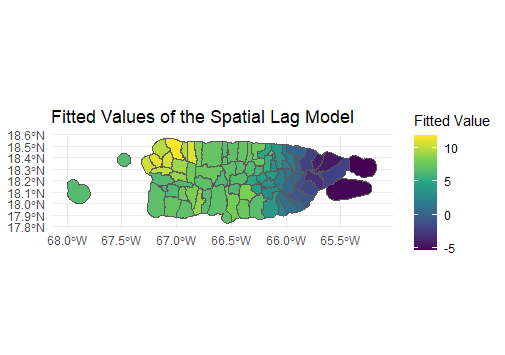 Fitted Values of the Spatial Lag Model
18.6°N
18.5°N
18.4°N
18.3°N
18.2°N
18.1°N
18.0°N
17.9°N
17.8°N
68.0°W 67.5°W 67.0°W 66.5°W 66.0°W 65.5°W
Fitted Value
10
5
0
-5